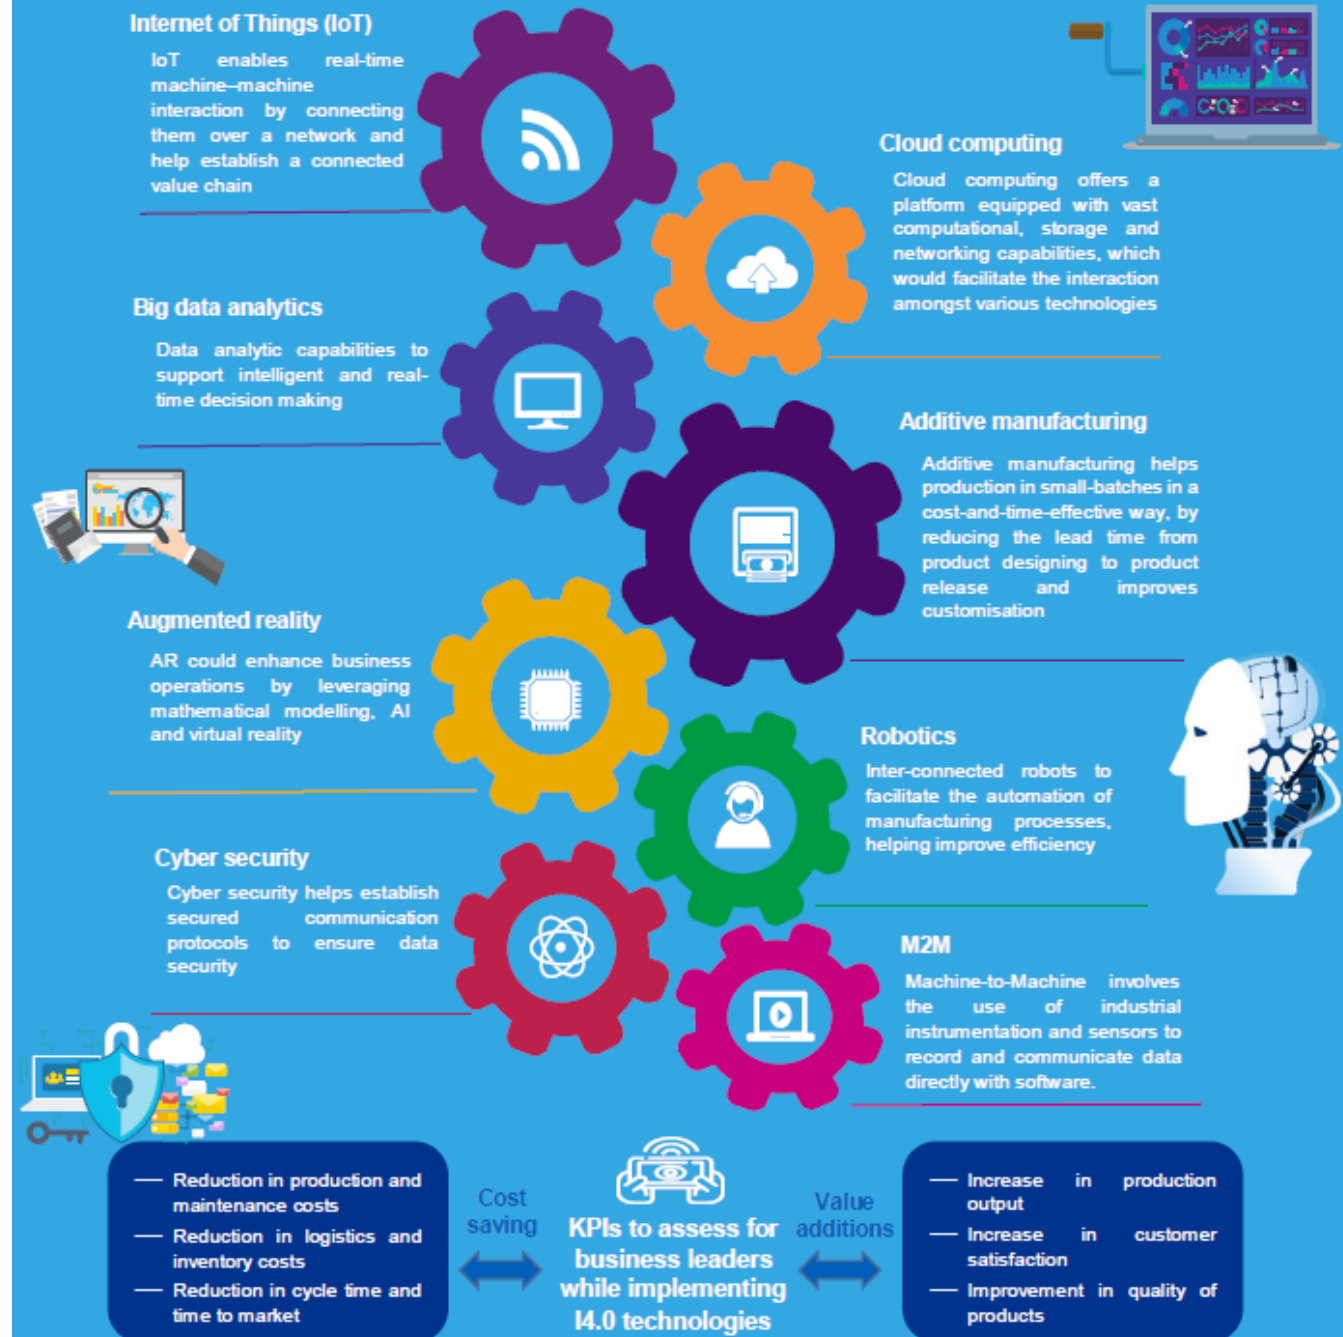 Internet of Things (IoT)
IoT enables real-time
machine–machine
interaction by connecting
them over a network and
help establish a connected
value chain
Cloud computing
Cloud computing offers a
platform equipped with vast
computational, storage and
networking capabilities, which
would facilitate the interaction
amongst various technologies
Big data analytics
Data analytic capabilities to
support intelligent and real-
time decision making
Additive manufacturing
Additive manufacturing helps
production in small-batches in a
cost-and-time-effective way, by
reducing the lead time from
product designing to product
release and improves
customisation
Augmented reality
AR could enhance business
operations by leveraging
mathematical modelling, AI
and virtual reality
Robotics
Inter-connected robots to
facilitate the automation of
manufacturing processes,
helping improve efficiency
Cyber security
Cyber security helps establish
secured communication
protocols to ensure data
security
M2M
Machine-to-Machine involves
the use of industrial
instrumentation and sensors to
record and communicate data
directly with software.
— Reduction in production and
maintenance costs
— Reduction in logistics and
inventory costs
— Reduction in cycle time and
time to market
Cost
saving
KPIs to assess for
business leaders
while implementing
I4.0 technologies
Value
additions
— Increase in production
output
— Increase in customer
satisfaction
— Improvement in quality of
products